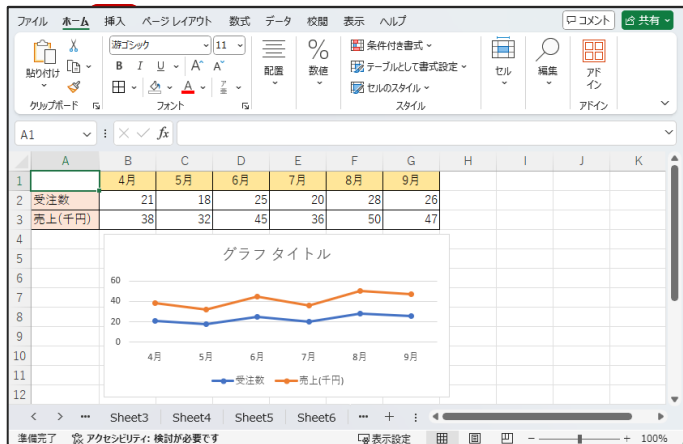 ファイル ホーム 挿入 ページ レイアウト 数式 データ 校閲 表示 ヘルプ コメント 共有
貼り付け
クリップボード
游ゴシック 11
B I U A^ Aˇ
A
フォント
配置
%
数値
条件付き書式
テーブルとして書式設定
セルのスタイル
スタイル
セル
編集
アド
イン
アドイン
A1 fx
A B C D E F G H I J K
1 4月 5月 6月 7月 8月 9月
2 受注数 21 18 25 20 28 26
3 売上(千円) 38 32 45 36 50 47
4
5
6
7
8
9
10
11
12
グラフ タイトル
60
40
20
0
4月 5月 6月 7月 8月 9月
受注数 売上(千円)
< > ••• Sheet3 Sheet4 Sheet5 Sheet6 ••• +
準備完了 アクセシビリティ: 検討が必要です 表示設定 - + 100%